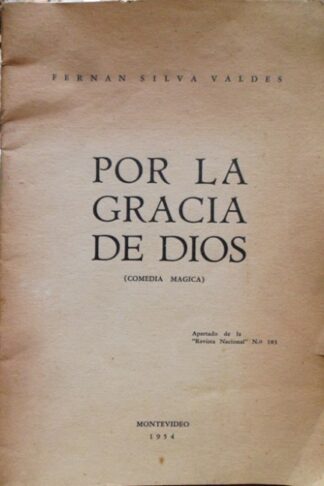 FERNAN SILVA VALDES
POR LA
GRACIA
DE DIOS
(COMEDIA MAGICA)
Apartado de la
"Revista Nacional" N.o 183
MONTEVIDEO
1954